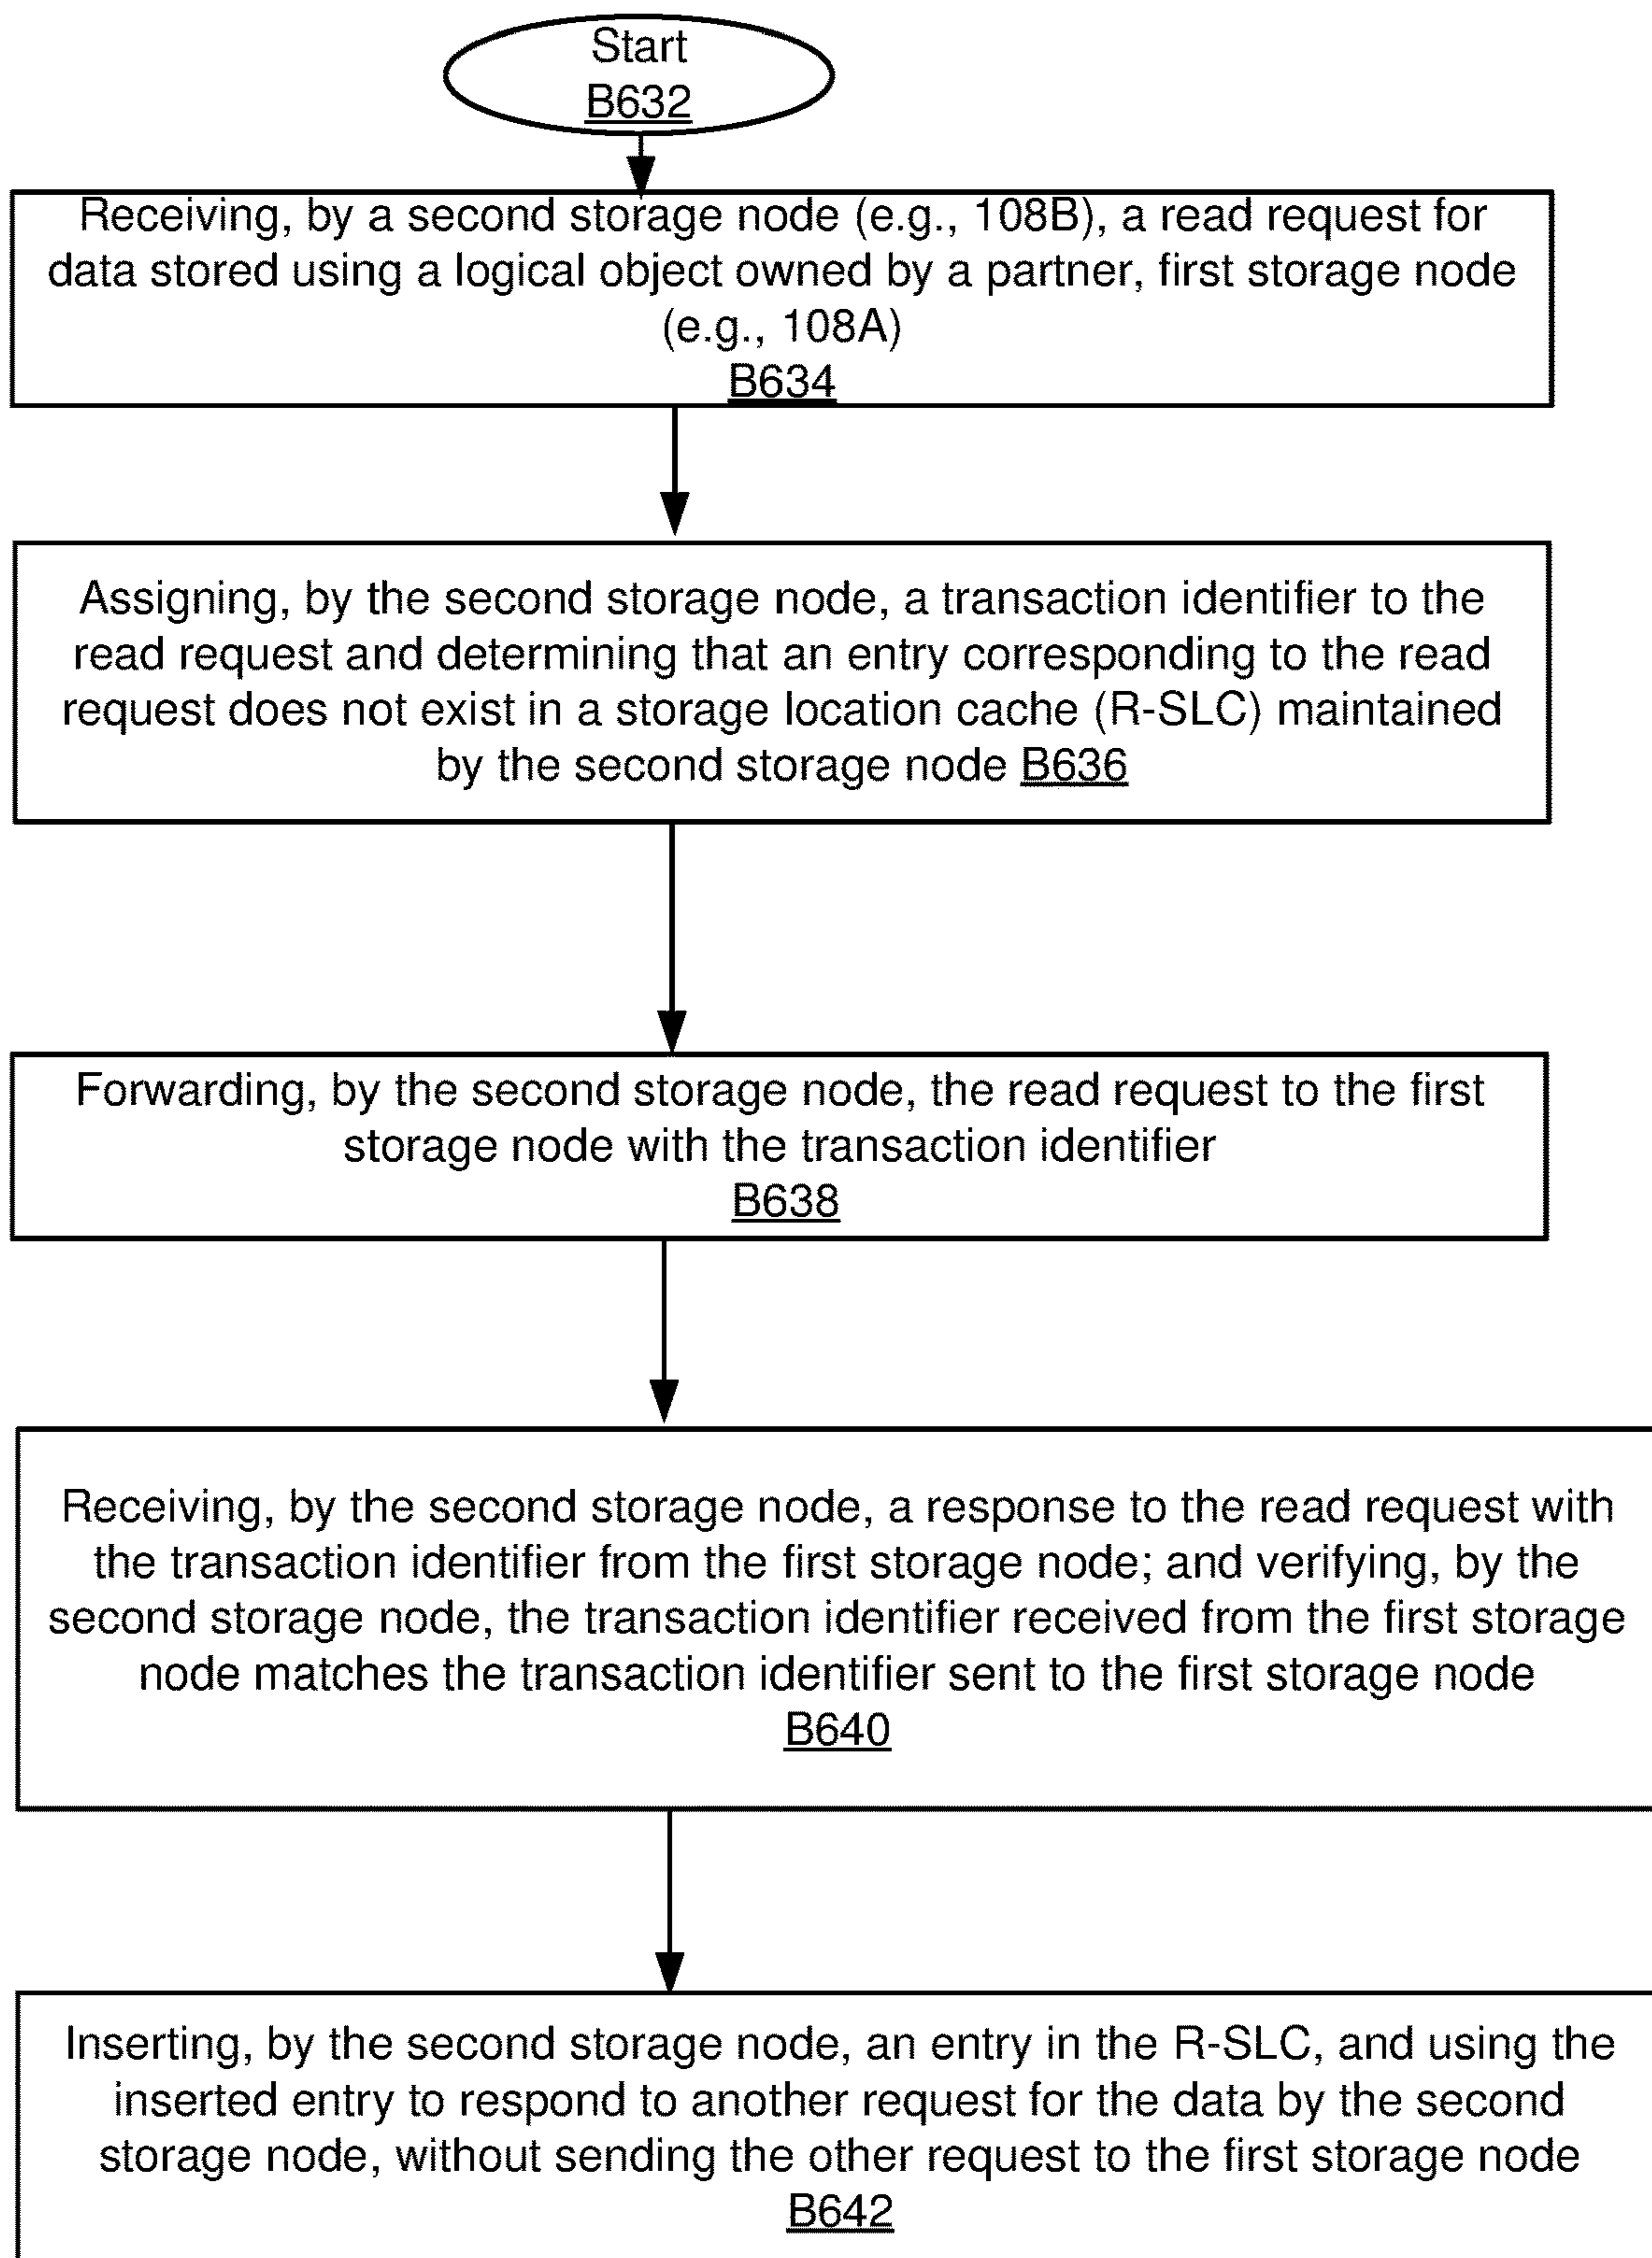 Start
B632
Receiving, by a second storage node (e.g., 108B), a read request for
data stored using a logical object owned by a partner, first storage node
(e.g., 108A)
B634
Assigning, by the second storage node, a transaction identifier to the
read request and determining that an entry corresponding to the read
request does not exist in a storage location cache (R-SLC) maintained
by the second storage node B636
Forwarding, by the second storage node, the read request to the first
storage node with the transaction identifier
B638
Receiving, by the second storage node, a response to the read request with
the transaction identifier from the first storage node; and verifying, by the
second storage node, the transaction identifier received from the first storage
node matches the transaction identifier sent to the first storage node
B640
Inserting, by the second storage node, an entry in the R-SLC, and using the
inserted entry to respond to another request for the data by the second
storage node, without sending the other request to the first storage node
B642